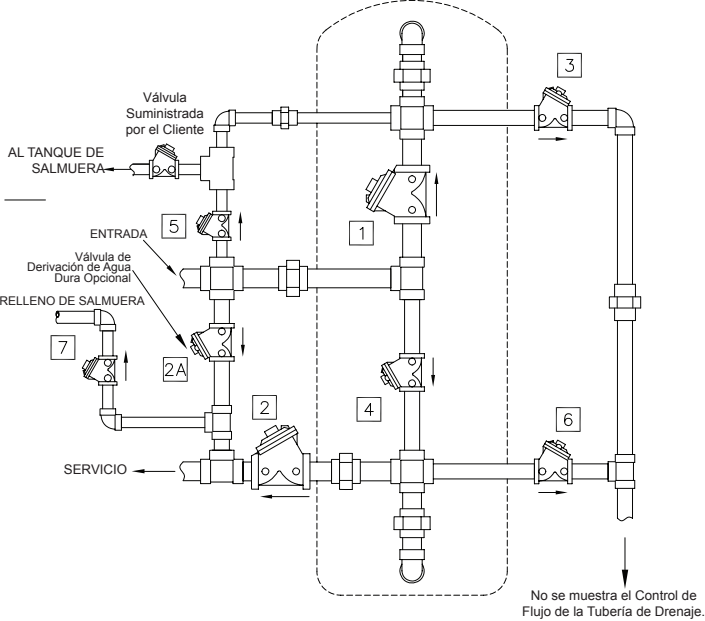 3
Válvula
Suministrada
por el Cliente
AL TANQUE DE
SALMUERA
5
1
ENTRADA
Válvula de
Derivación de Agua
Dura Opcional
RELLENO DE SALMUERA
7
2A
2
4
6
SERVICIO
No se muestra el Control de
Flujo de la Tubería de Drenaje.